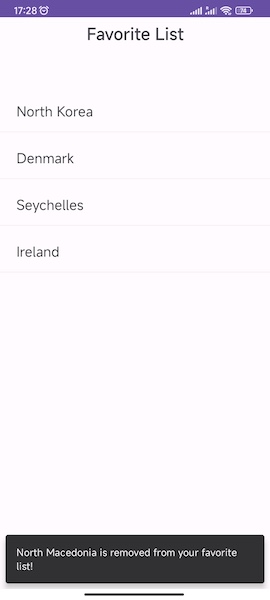 17:28
Favorite List
North Korea
Denmark
Seychelles
Ireland
North Macedonia is removed from your favorite
list!